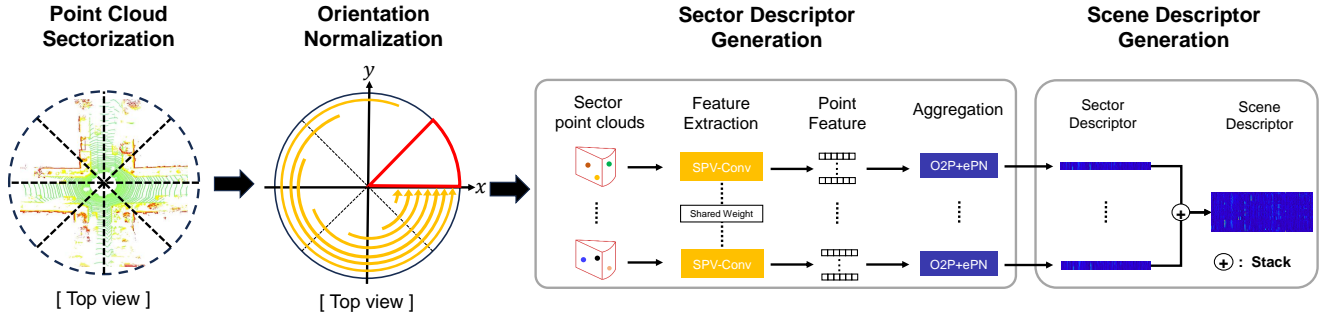 Point Cloud
Sectorization
[ Top view ]
Orientation
Normalization
y
x
[ Top view ]
Sector Descriptor
Generation
Sector
point clouds
Feature
Extraction
Point
Feature
Aggregation
SPV-Conv
O2P+ePN
Shared Weight
SPV-Conv
O2P+ePN
Scene Descriptor
Generation
Sector
Descriptor
Scene
Descriptor
+
+ : Stack